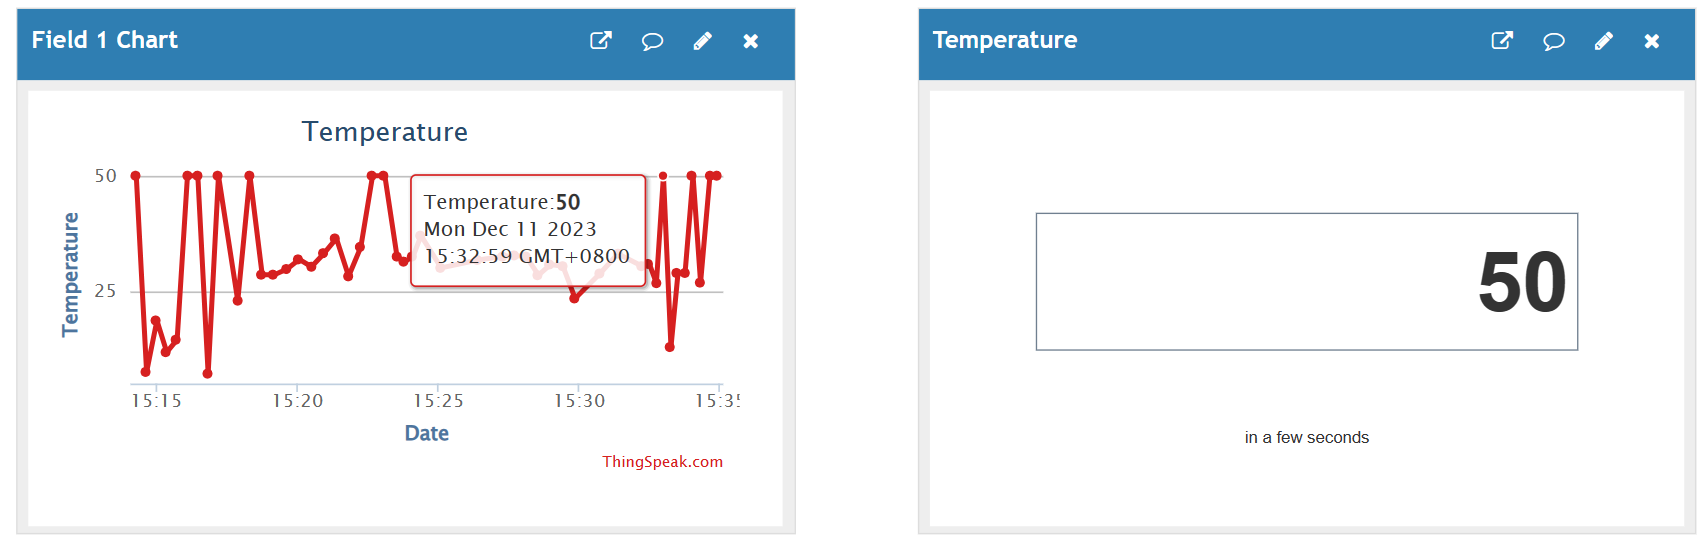 Field 1 Chart
Temperature
50
25
Temperature
Temperature:50
Mon Dec 11 2023
15:32:59 GMT+0800
15:15
15:20
15:25
15:30
Date
ThingSpeak.com
Temperature
50
in a few seconds